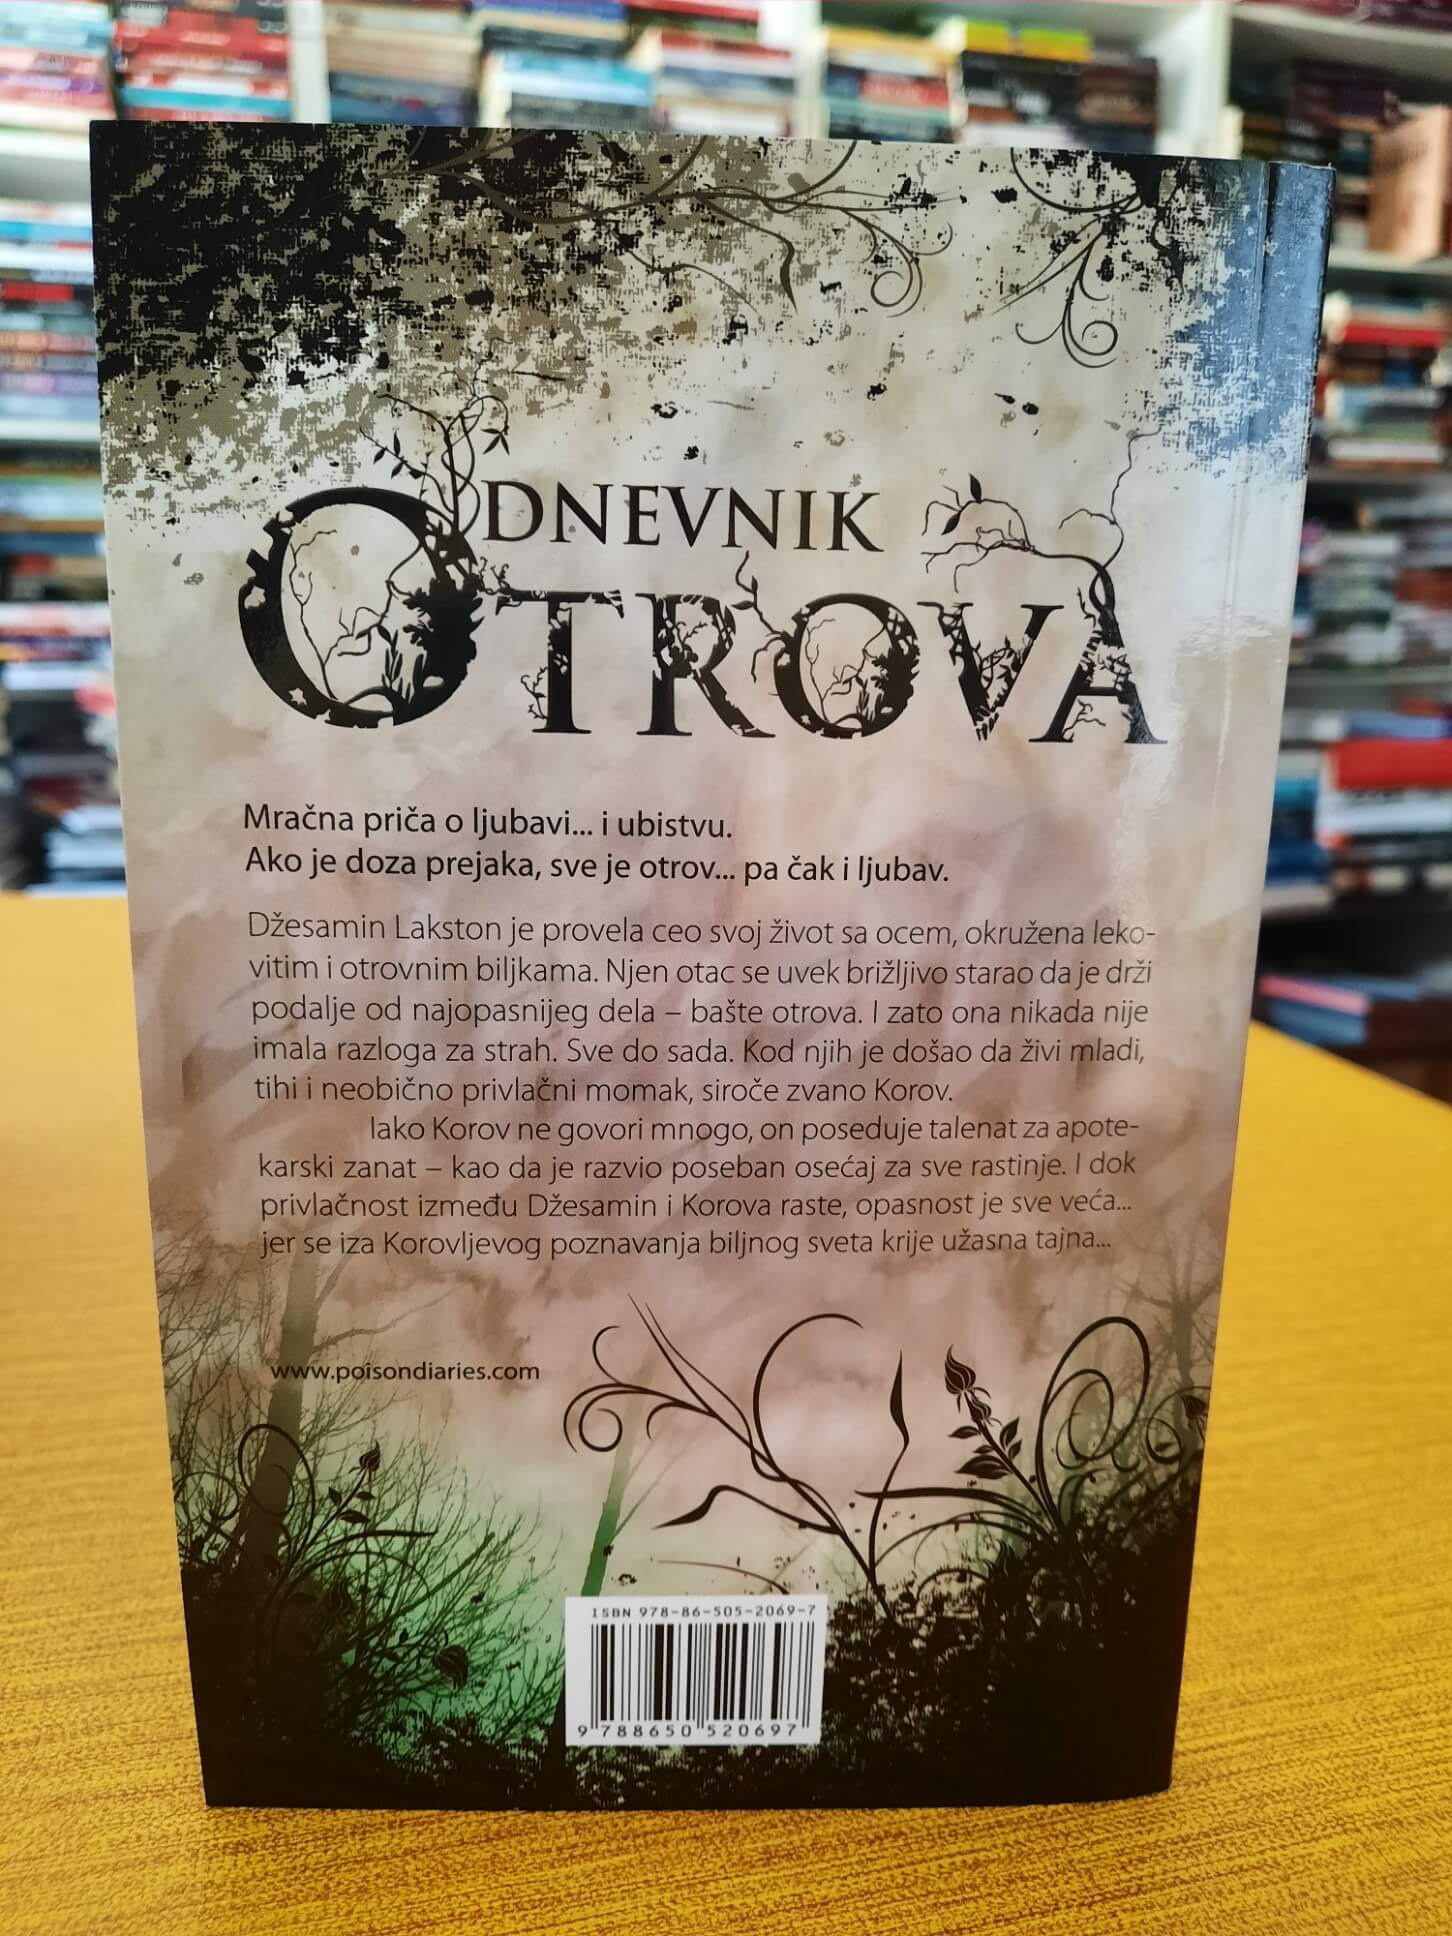 DNEVNIK
OTROVA
Mračna priča o ljubavi... i ubistvu.
Ako je doza prejaka, sve je otrov... pa čak i ljubav.
Džesamin Lakston je provela ceo svoj život sa ocem, okružena leko-
vitim i otrovnim biljkama. Njen otac se uvek brižljivo starao da je drži
podalje od najopasnijeg dela – bašte otrova. I zato ona nikada nije
imala razloga za strah. Sve do sada. Kod njih je došao da živi mladi,
tihi i neobično privlačni momak, siroče zvano Korov.
Iako Korov ne govori mnogo, on poseduje talenat za apote-
karski zanat – kao da je razvio poseban osećaj za sve rastinje. I dok
privlačnost između Džesamin i Korova raste, opasnost je sve veća...
jer se iza Korovljevog poznavanja biljnog sveta krije užasna tajna...
www.poisondiaries.com
ISBN 978-86-505-2069-7
9 788650 520697